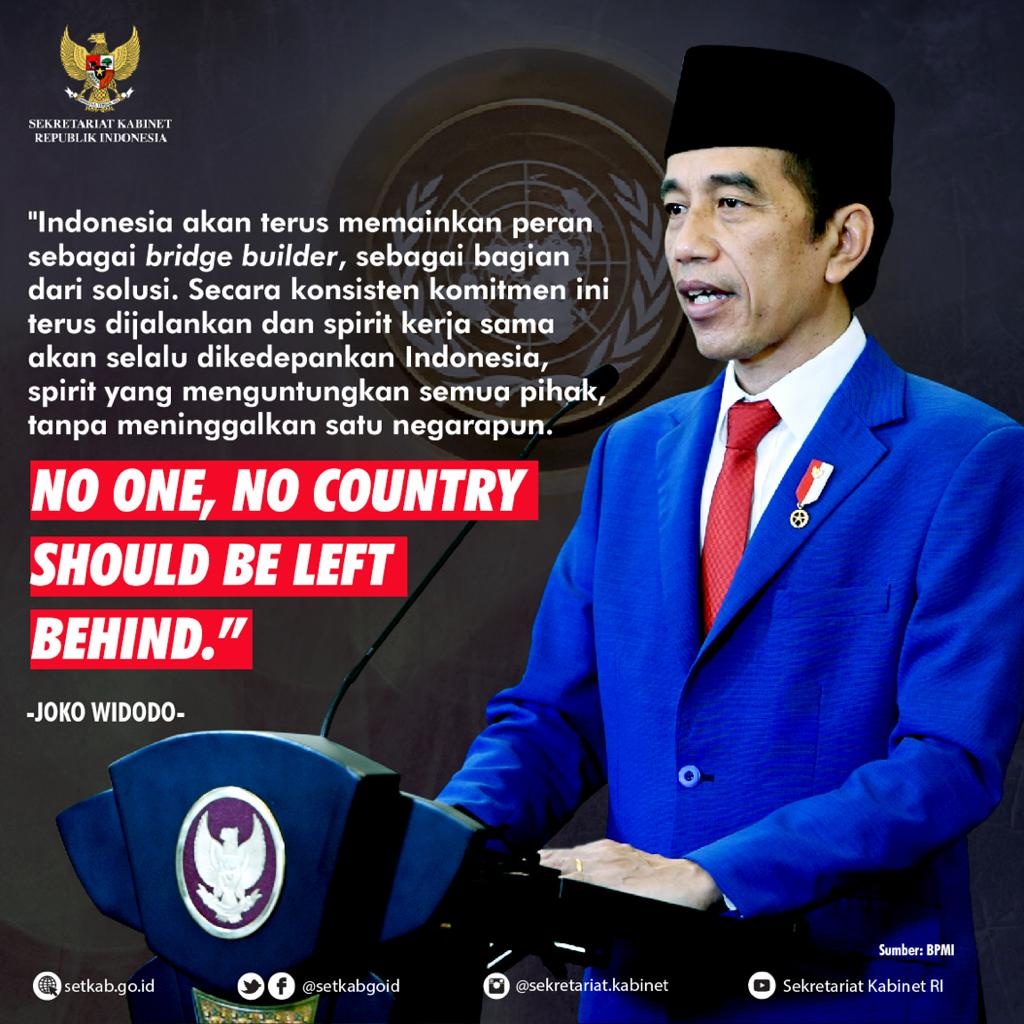 SEKRETARIAT KABINET
REPUBLIK INDONESIA
"Indonesia akan terus memainkan peran
sebagai bridge builder, sebagai bagian
dari solusi. Secara konsisten komitmen ini
terus dijalankan dan spirit kerja sama
akan selalu dikedepankan Indonesia,
spirit yang menguntungkan semua pihak,
tanpa meninggalkan satu negarapun.
NO ONE, NO COUNTRY
SHOULD BE LEFT
BEHIND.”
-JOKO WIDODO-
Sumber: BPMI
setkab.go.id
@setkabgoid
@sekretariat.kabinet
Sekretariat Kabinet RI